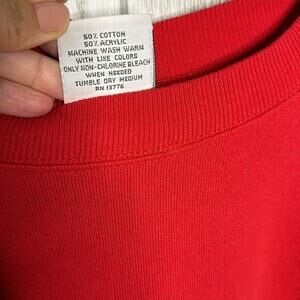 50% COTTON
50% ACRYLIC
MACHINE WASH WARM
WITH LIKE COLORS
ONLY NON-CHLORINE BLEACH
WHEN NEEDED
TUMBLE DRY MEDIUM
RN 13776